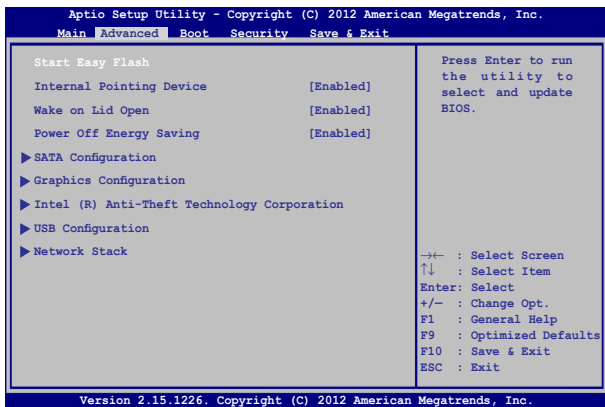 Aptio Setup Utility - Copyright (C) 2012 American Megatrends, Inc.
Main Advanced Boot Security Save & Exit
Start Easy Flash
Internal Pointing Device [Enabled]
Wake on Lid Open [Enabled]
Power Off Energy Saving [Enabled]
SATA Configuration
Graphics Configuration
Intel (R) Anti-Theft Technology Corporation
USB Configuration
Network Stack
Press Enter to run
the utility to
select and update
BIOS.
→← : Select Screen
↑↓ : Select Item
Enter: Select
+/— : Change Opt.
F1 : General Help
F9 : Optimized Defaults
F10 : Save & Exit
ESC : Exit
Version 2.15.1226. Copyright (C) 2012 American Megatrends, Inc.